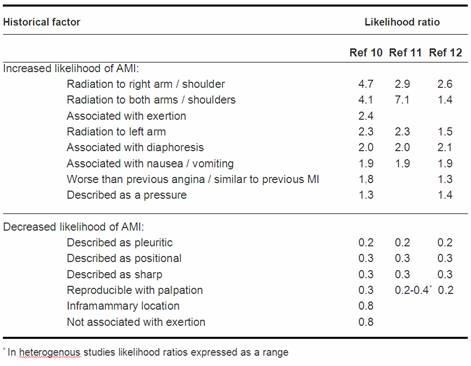 Historical factor Likelihood ratio
Ref 10 Ref 11 Ref 12
Increased likelihood of AMI:
Radiation to right arm / shoulder 4.7 2.9 2.6
Radiation to both arms / shoulders 4.1 7.1 1.4
Associated with exertion 2.4
Radiation to left arm 2.3 2.3 1.5
Associated with diaphoresis 2.0 2.0 2.1
Associated with nausea / vomiting 1.9 1.9 1.9
Worse than previous angina / similar to previous MI 1.8 1.3
Described as a pressure 1.3 1.4
Decreased likelihood of AMI:
Described as pleuritic 0.2 0.2 0.2
Described as positional 0.3 0.3 0.3
Described as sharp 0.3 0.3 0.3
Reproducible with palpation 0.3 0.2-0.4* 0.2
Inframammary location 0.8
Not associated with exertion 0.8
* In heterogenous studies likelihood ratios expressed as a range